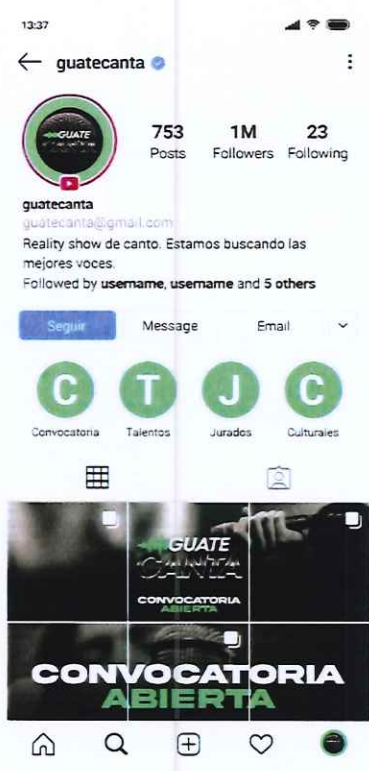 13:37
guatecanta
753 1M 23
Posts Followers Following
GUATE
guatecanta
guatecanta@gmail.com
Reality show de canto. Estamos buscando las
mejores voces.
Followed by username, username and 5 others
Seguir Message Email
C T J C
Convocatoria Talentos Jurados Culturales
GUATE
CANTA
CONVOCATORIA
ABIERTA
CONVOCATORIA
ABIERTA